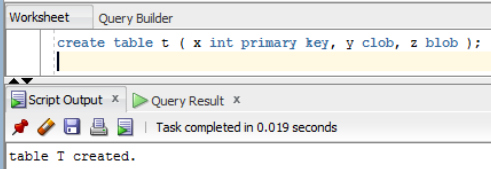 Worksheet Query Builder
create table t ( x int primary key, y clob, z blob );
Script Output x Query Result x
Task completed in 0.019 seconds
table T created.